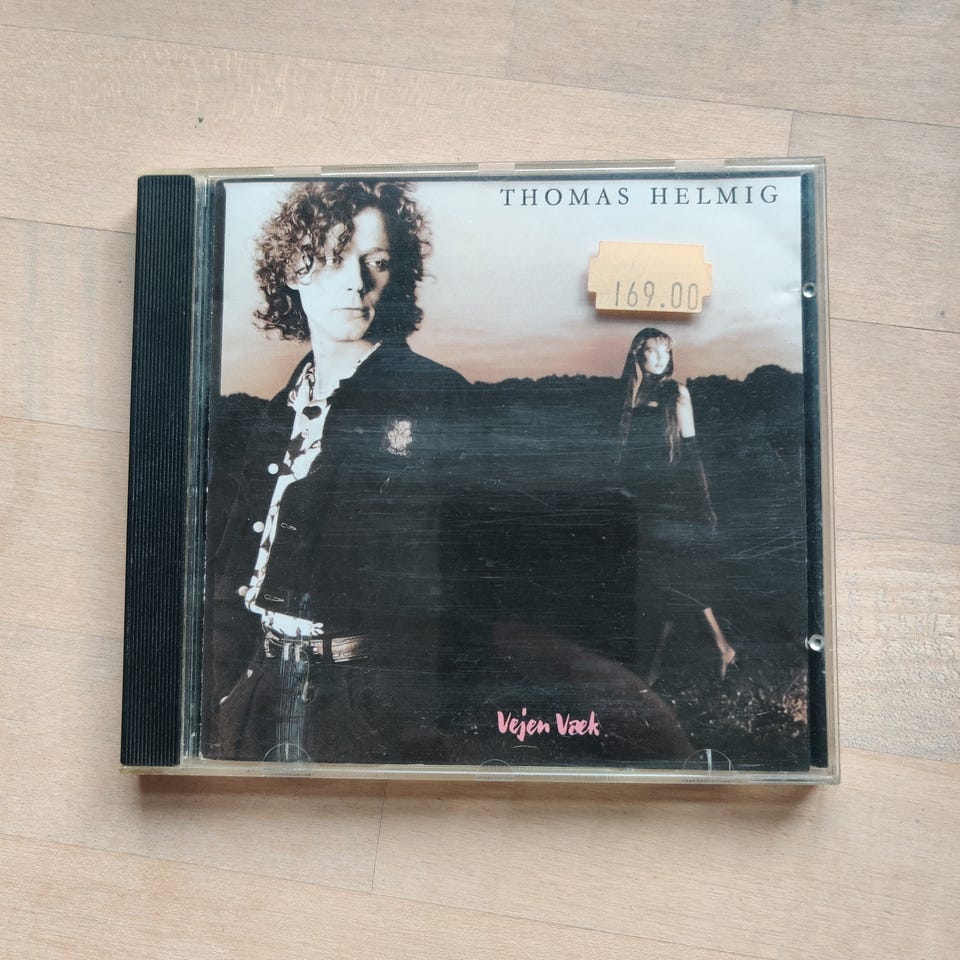 THOMAS HELMIG
169.00
Vejen Væk